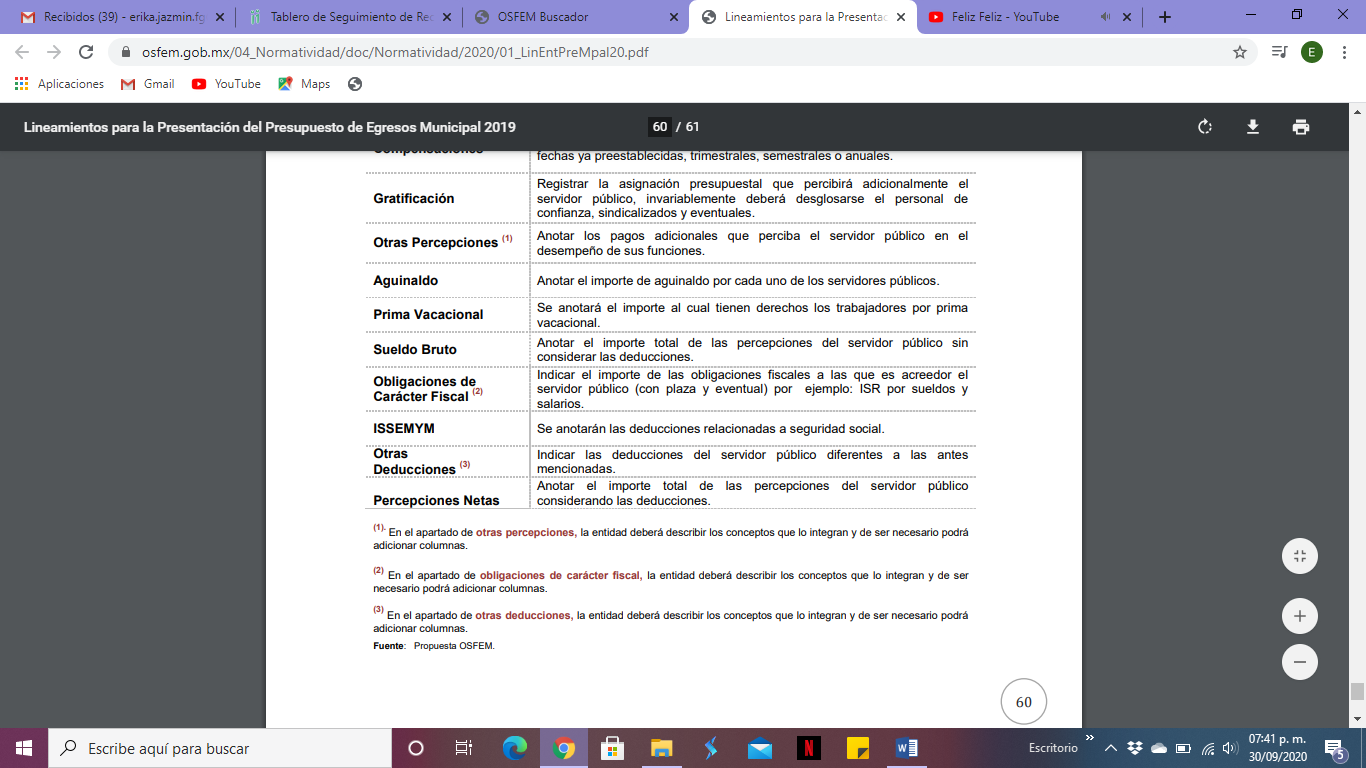 Recibidos (39) - erika.jazmin.fg
Tablero de Seguimiento de Re
OSFEM Buscador
Lineamientos para la Presentac
Feliz Feliz - YouTube
osfem.gob.mx/04_Normatividad/doc/Normatividad/2020/01_LinEntPreMpal20.pdf
E
Aplicaciones
Gmail
YouTube
Maps
Lineamientos para la Presentación del Presupuesto de Egresos Municipal 2019
60 / 61
Compensaciones
fechas ya preestablecidas, trimestrales, semestrales o anuales.
Gratificación
Registrar la asignación presupuestal que percibirá adicionalmente el
servidor público, invariablemente deberá desglosarse el personal de
confianza, sindicalizados y eventuales.
Otras Percepciones (1)
Anotar los pagos adicionales que perciba el servidor público en el
desempeño de sus funciones.
Aguinaldo
Anotar el importe de aguinaldo por cada uno de los servidores públicos.
Prima Vacacional
Se anotará el importe al cual tienen derechos los trabajadores por prima
vacacional.
Sueldo Bruto
Anotar el importe total de las percepciones del servidor público sin
considerar las deducciones.
Obligaciones de
Carácter Fiscal (2)
Indicar el importe de las obligaciones fiscales a las que es acreedor el
servidor público (con plaza y eventual) por ejemplo: ISR por sueldos y
salarios.
ISSEMYM
Se anotarán las deducciones relacionadas a seguridad social.
Otras
Deducciones (3)
Indicar las deducciones del servidor público diferentes a las antes
mencionadas.
Percepciones Netas
Anotar el importe total de las percepciones del servidor público
considerando las deducciones.
(1). En el apartado de otras percepciones, la entidad deberá describir los conceptos que lo integran y de ser necesario podrá
adicionar columnas.
(2) En el apartado de obligaciones de carácter fiscal, la entidad deberá describir los conceptos que lo integran y de ser
necesario podrá adicionar columnas.
(3) En el apartado de otras deducciones, la entidad deberá describir los conceptos que lo integran y de ser necesario podrá
adicionar columnas.
Fuente: Propuesta OSFEM.
60
Escribe aquí para buscar
Escritorio
07:41 p. m.
30/09/2020
5